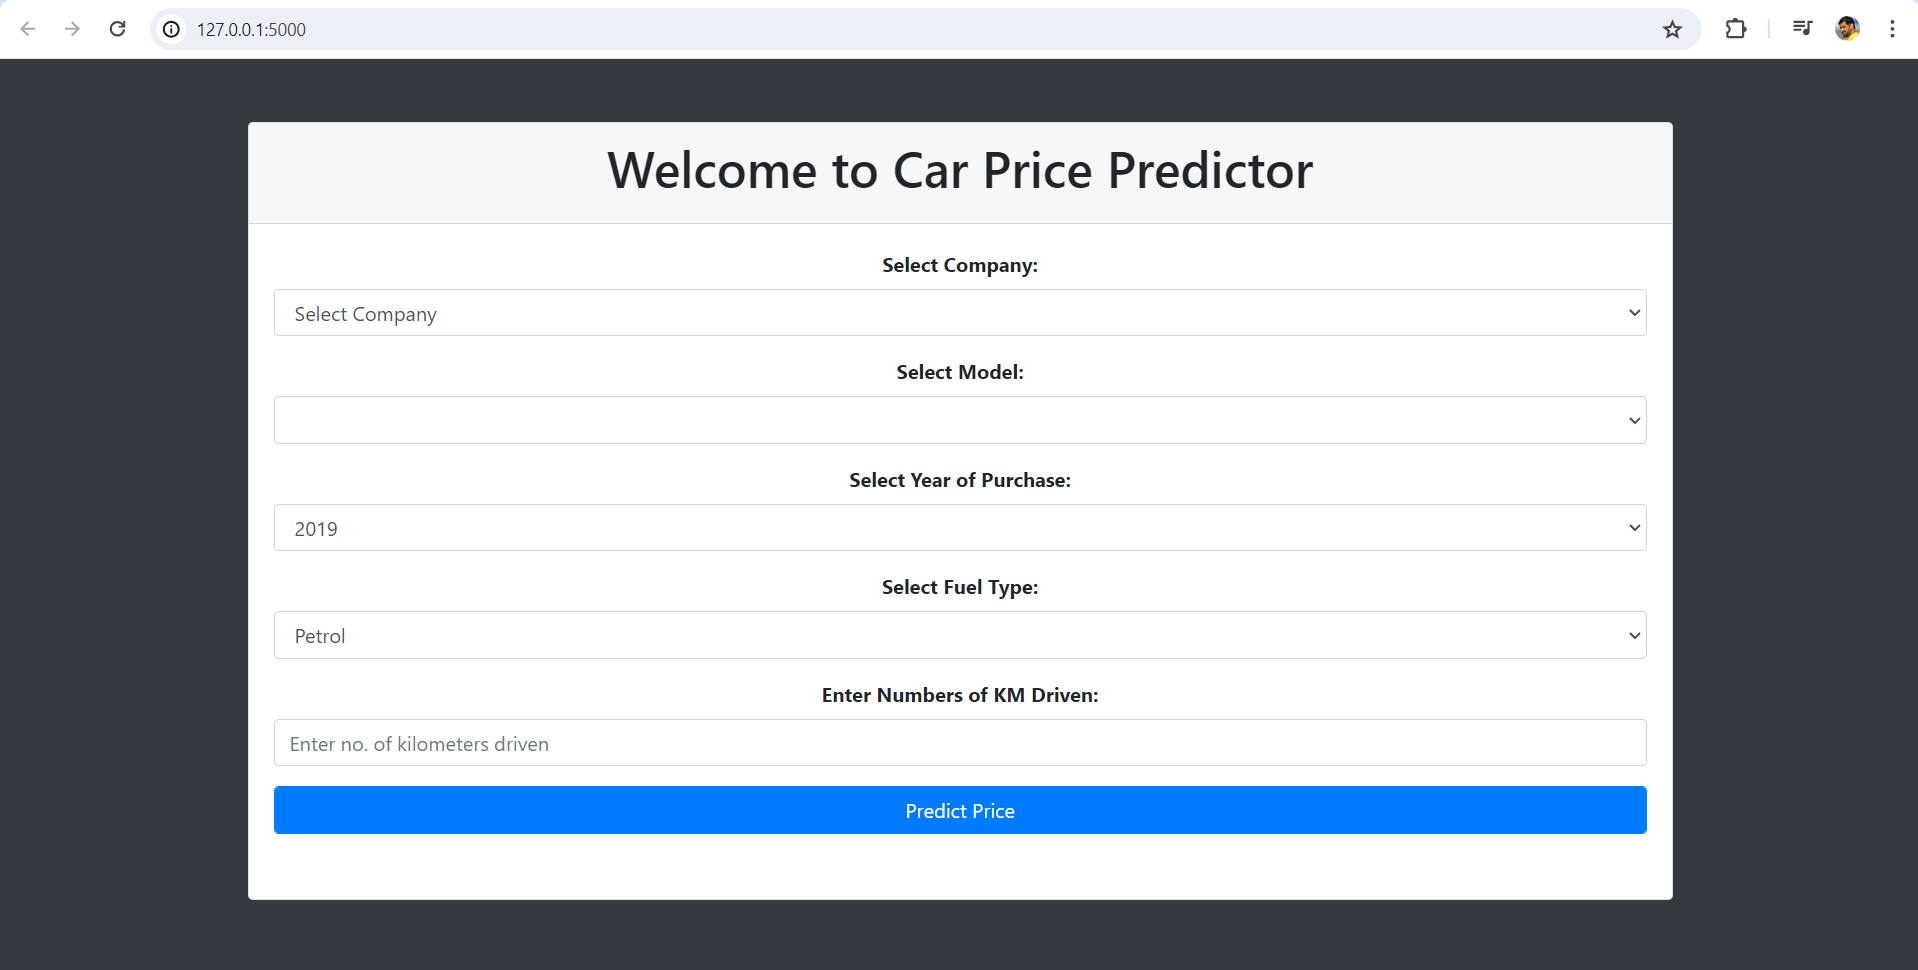 127.0.0.1:5000
Welcome to Car Price Predictor
Select Company:
Select Company
Select Model:
Select Year of Purchase:
2019
Select Fuel Type:
Petrol
Enter Numbers of KM Driven:
Enter no. of kilometers driven
Predict Price